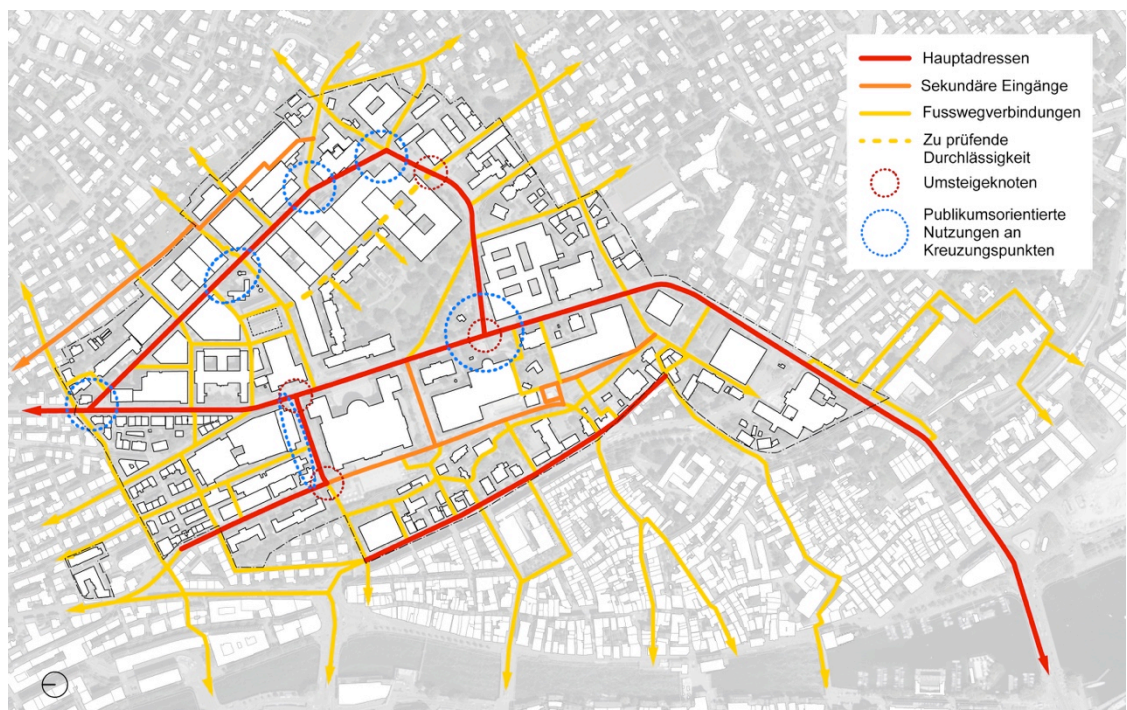 Hauptadressen
Sekundäre Eingänge
Fusswegverbindungen
Zu prüfende
Durchlässigkeit
Umsteigeknoten
Publikumsorientierte
Nutzungen an
Kreuzungspunkten